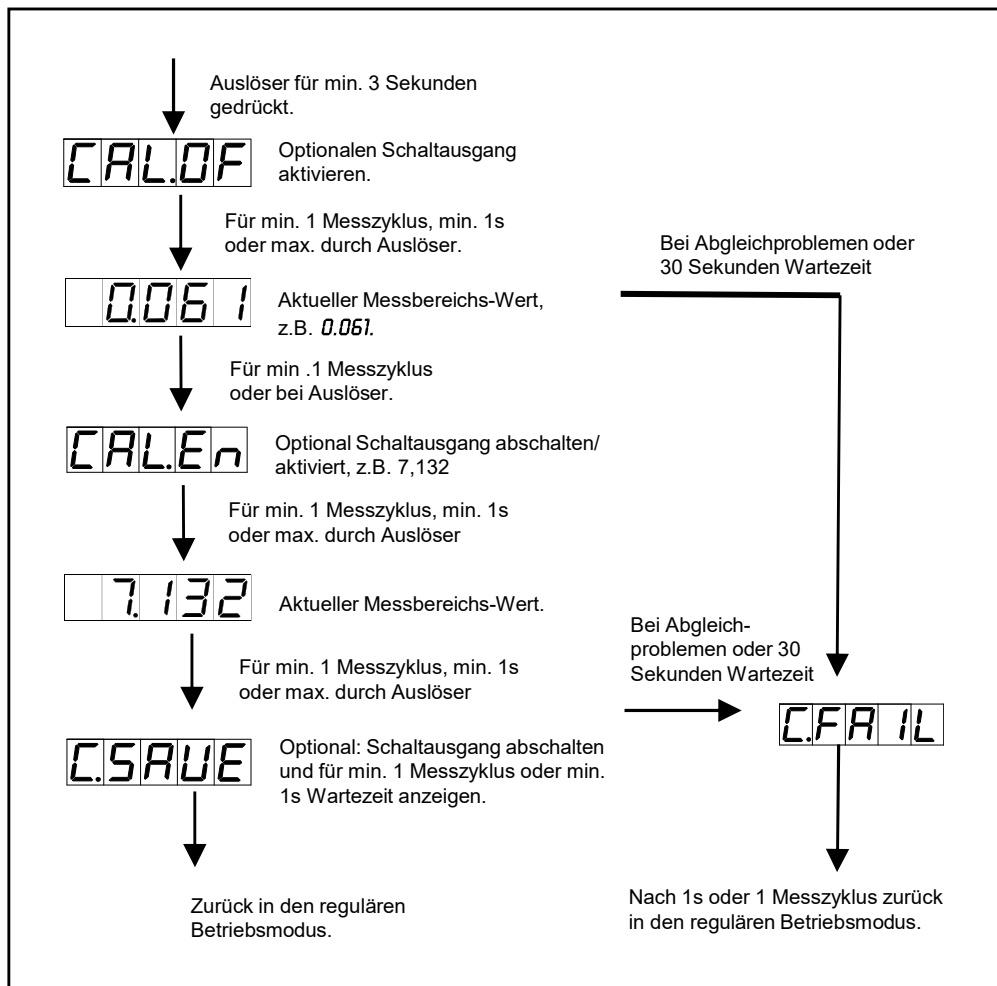 Auslöser für min. 3 Sekunden
gedrückt.
CAL.OF
Optionalen Schaltausgang
aktivieren.
Für min. 1 Messzyklus, min. 1s
oder max. durch Auslöser.
Bei Abgleichproblemen oder
30 Sekunden Wartezeit
0.061
Aktueller Messbereichs-Wert,
z.B. 0.061.
Für min .1 Messzyklus
oder bei Auslöser.
CAL.En
Optional Schaltausgang abschalten/
aktiviert, z.B. 7,132
Für min. 1 Messzyklus, min. 1s
oder max. durch Auslöser
7.132
Aktueller Messbereichs-Wert.
Bei Abgleich-
problemen oder 30
Sekunden Wartezeit
Für min. 1 Messzyklus, min. 1s
oder max. durch Auslöser
C.FAIL
C.SAUE
Optional: Schaltausgang abschalten
und für min. 1 Messzyklus oder min.
1s Wartezeit anzeigen.
Zurück in den regulären
Betriebsmodus.
Nach 1s oder 1 Messzyklus zurück
in den regulären Betriebsmodus.